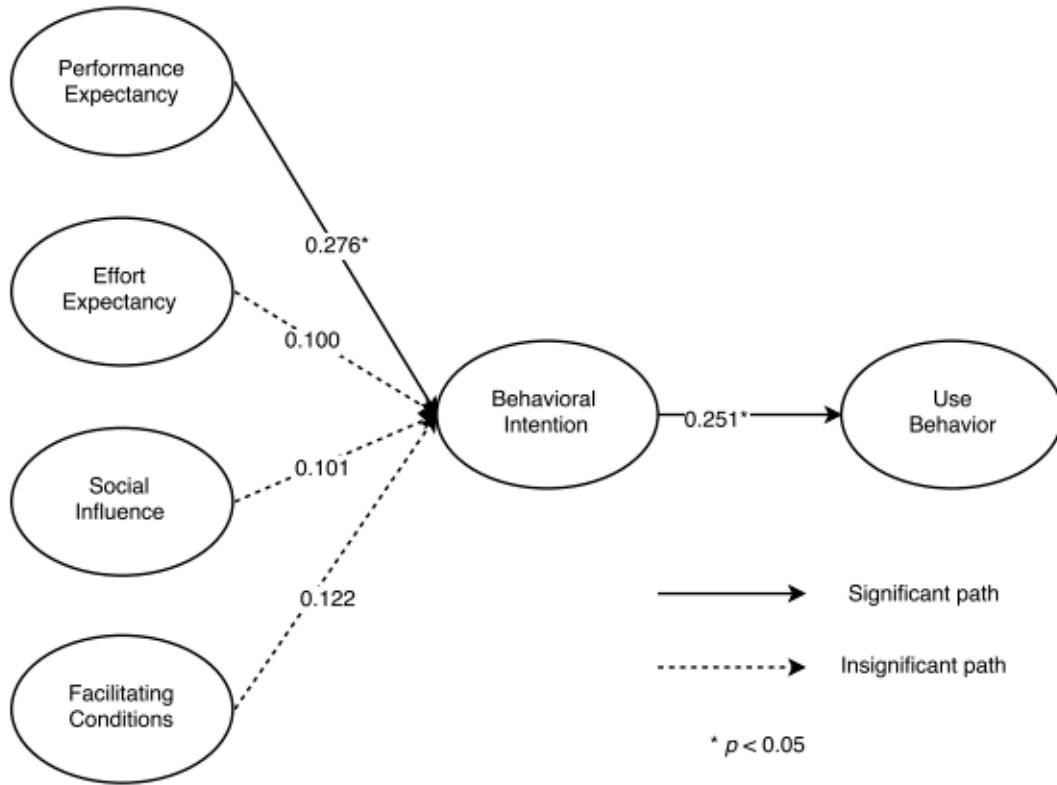 Performance
Expectancy
0.276*
Effort
Expectancy
0.100
Behavioral
Intention
0.251*
Use
Behavior
0.101
Social
Influence
0.122
Significant path
Insignificant path
Facilitating
Conditions
* p < 0.05